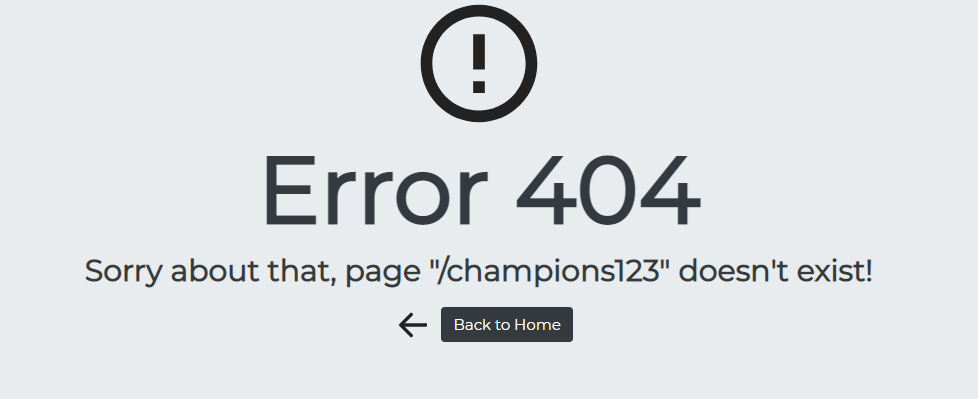 Error 404
Sorry about that, page "/champions123" doesn't exist!
Back to Home